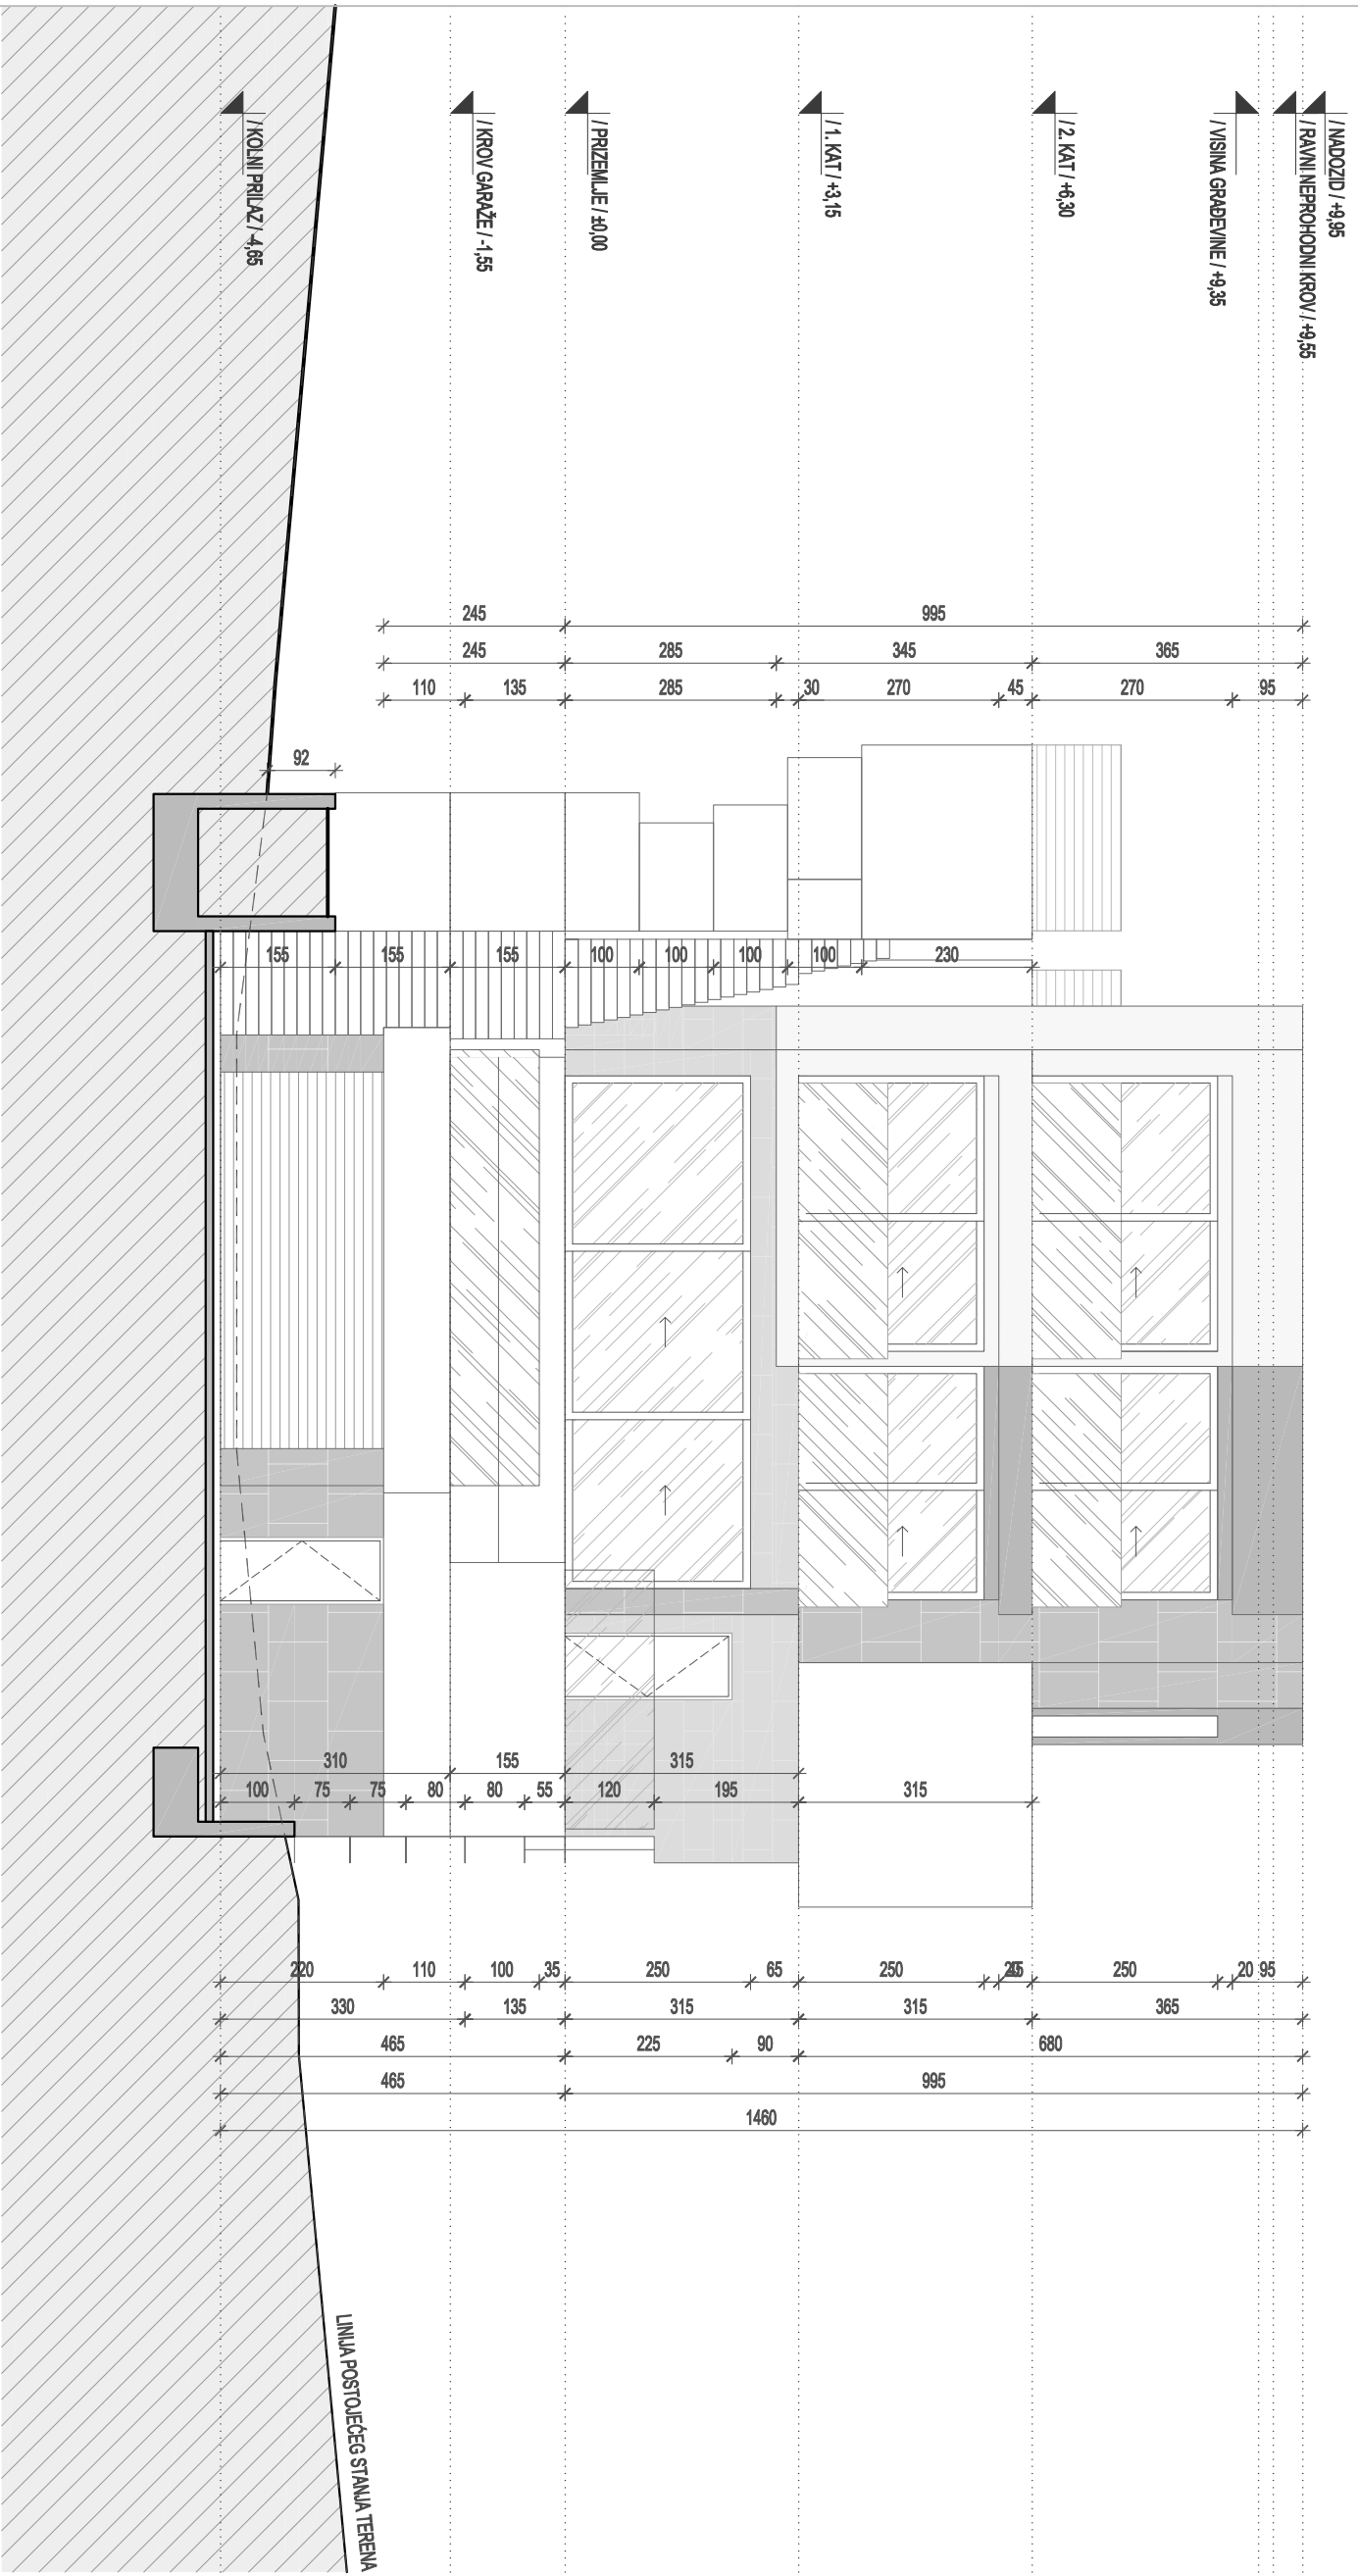 / NADOZID / +9,95
/ RAVNI NEPROHODNI KROV / +9,55
/ VISINA GRAĐEVINE / +9,35
/ 2. KAT / +6,30
/ 1. KAT / +3,15
/ PRIZEMLJE / ±0,00
/ KROV GARAŽE / -1,55
/ KOLNI PRILAZ / -4,65
245 995
245 285 345 365
110 135 285 30 270 45 270 95
92
155 155 155 100 100 100 100 230
310 155 315
100 75 75 80 80 55 120 195 315
220 110 100 35 250 65 250 20 45 250 20 95
330 135 315 315 365
465 225 90 680
465 995
1460
LINIJA POSTOJEĆEG STANJA TERENA